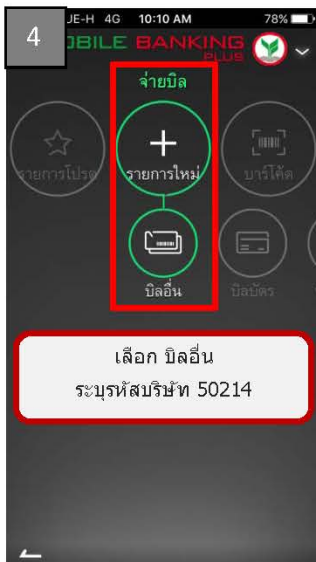 4
JE-H 4G 10:10 AM 78%
MOBILE BANKING
PLUS
จ่ายบิล
รายการโปรด
รายการใหม่
บาร์โค้ด
บิลอื่น
บิลบัตร
เลือก บิลอื่น
ระบุรหัสบริษัท 50214